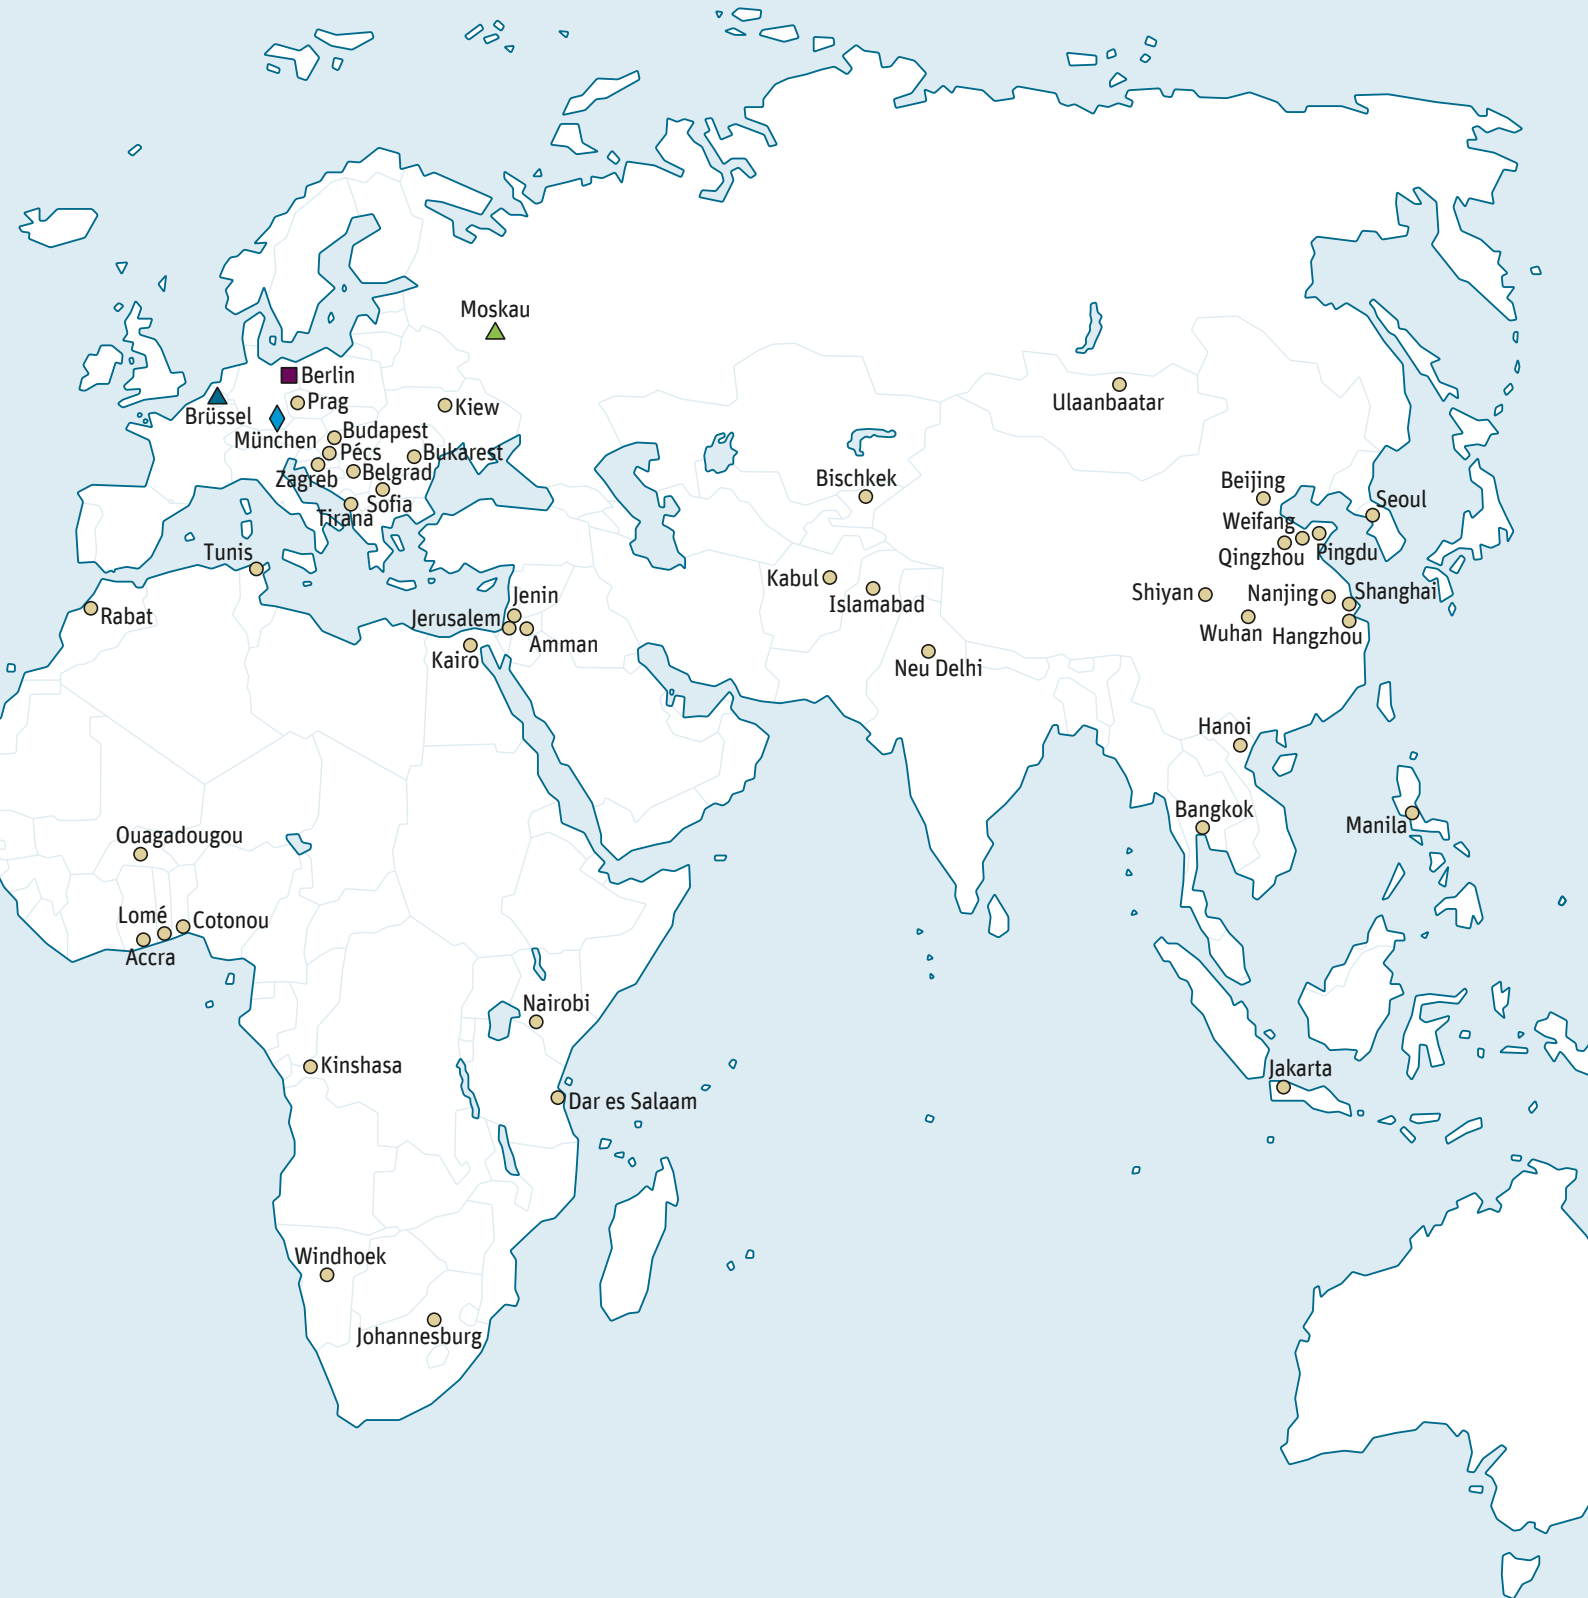 Moskau
Berlin
Prag
Brüssel
Kiew
München
Budapest
Pécs
Bukarest
Zagreb
Belgrad
Sofia
Tirana
Ulaanbaatar
Bischkek
Beijing
Seoul
Weifang
Qingzhou
Pingdu
Tunis
Rabat
Jenin
Jerusalem
Amman
Kairo
Kabul
Islamabad
Neu Delhi
Shiyan
Nanjing
Shanghai
Wuhan
Hangzhou
Hanoi
Bangkok
Manila
Ouagadougou
Lomé
Cotonou
Accra
Nairobi
Kinshasa
Dar es Salaam
Jakarta
Windhoek
Johannesburg